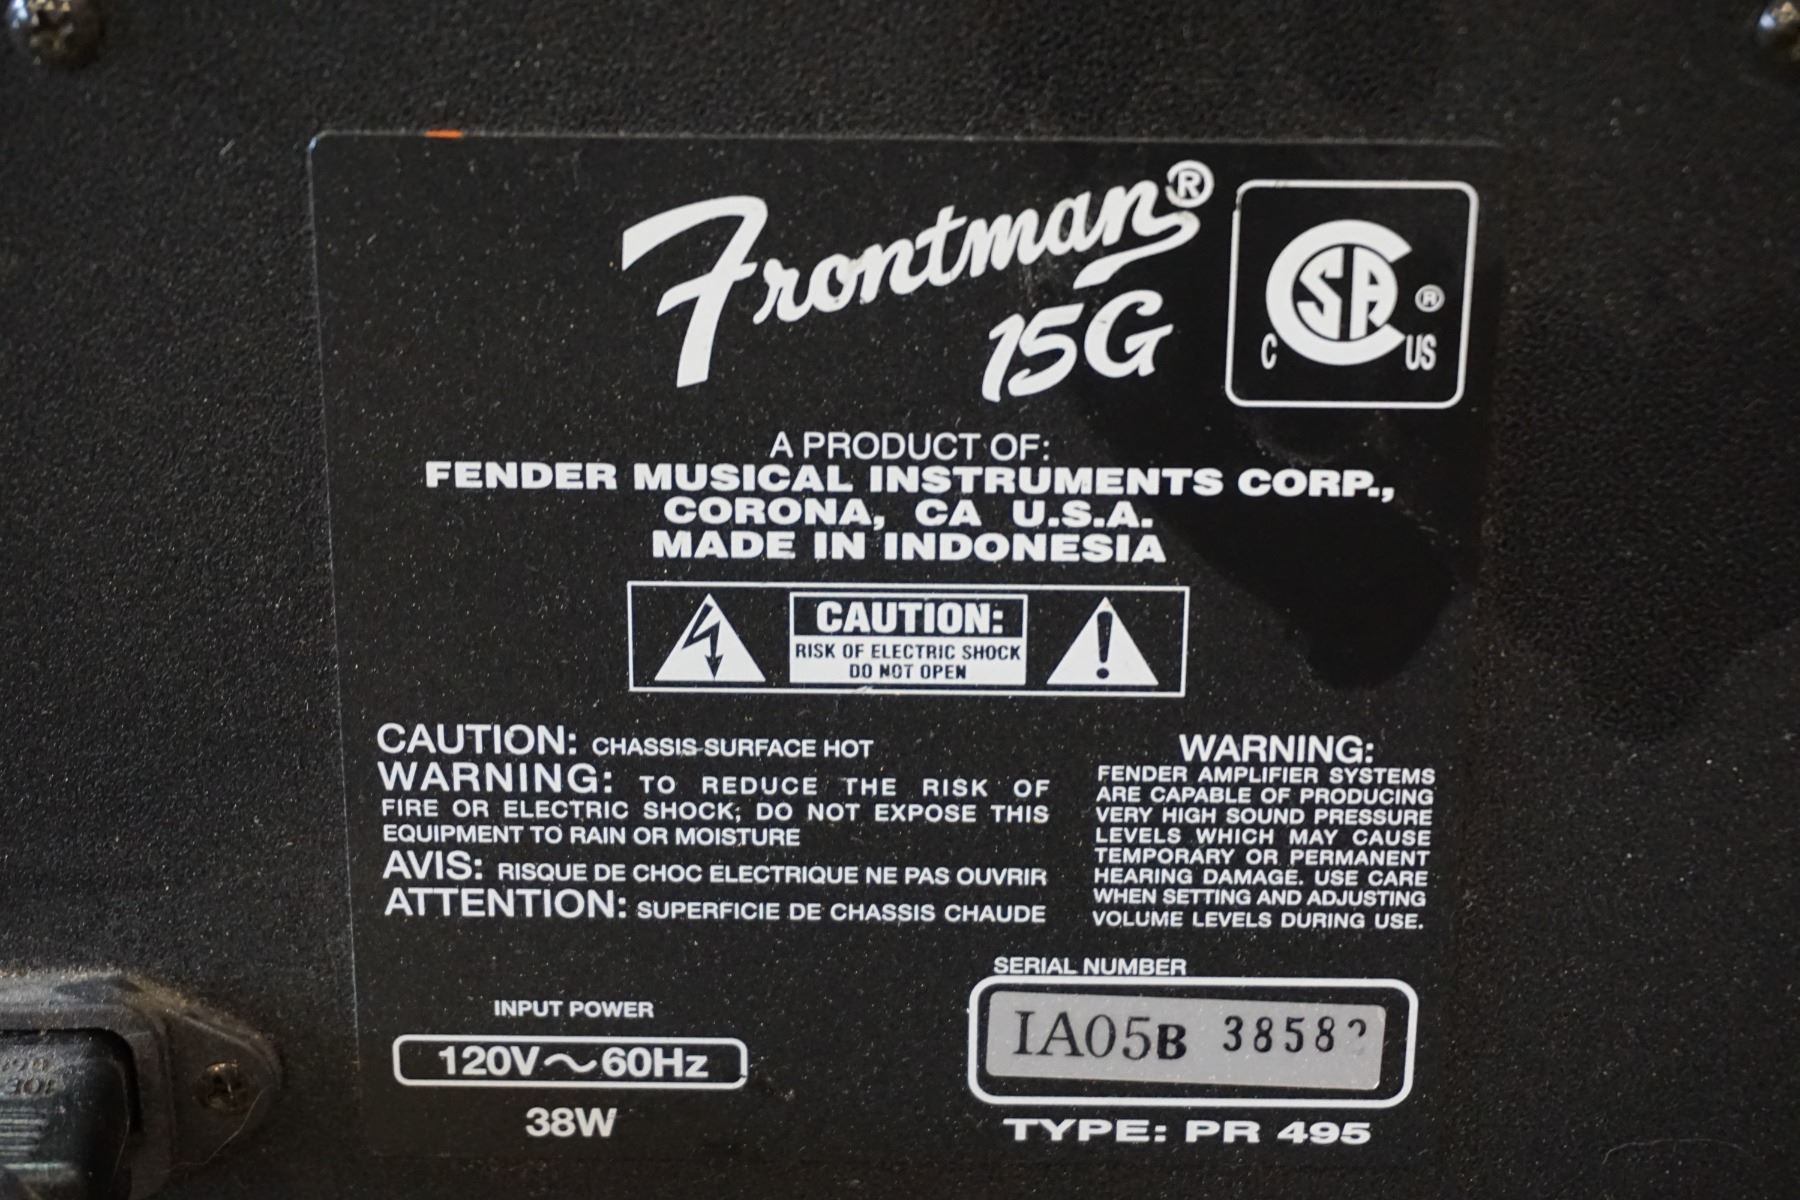 Frontman®
15G
CSA ®
C US
A PRODUCT OF:
FENDER MUSICAL INSTRUMENTS CORP.,
CORONA, CA U.S.A.
MADE IN INDONESIA
CAUTION:
RISK OF ELECTRIC SHOCK
DO NOT OPEN
CAUTION: CHASSIS SURFACE HOT
WARNING: TO REDUCE THE RISK OF
FIRE OR ELECTRIC SHOCK; DO NOT EXPOSE THIS
EQUIPMENT TO RAIN OR MOISTURE
AVIS: RISQUE DE CHOC ELECTRIQUE NE PAS OUVRIR
ATTENTION: SUPERFICIE DE CHASSIS CHAUDE
WARNING:
FENDER AMPLIFIER SYSTEMS
ARE CAPABLE OF PRODUCING
VERY HIGH SOUND PRESSURE
LEVELS WHICH MAY CAUSE
TEMPORARY OR PERMANENT
HEARING DAMAGE. USE CARE
WHEN SETTING AND ADJUSTING
VOLUME LEVELS DURING USE.
INPUT POWER
120V～60Hz
38W
SERIAL NUMBER
IA05B
TYPE: PR 495